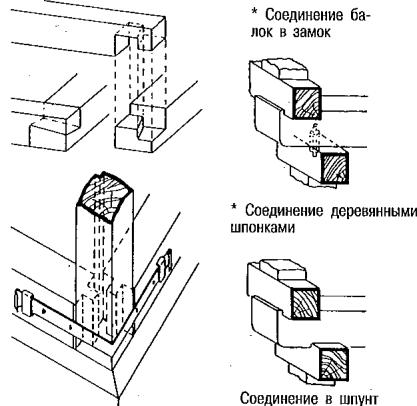 * Соединение ба-
лок в замок
* Соединение деревянными
шпонками
Соединение в шпунт